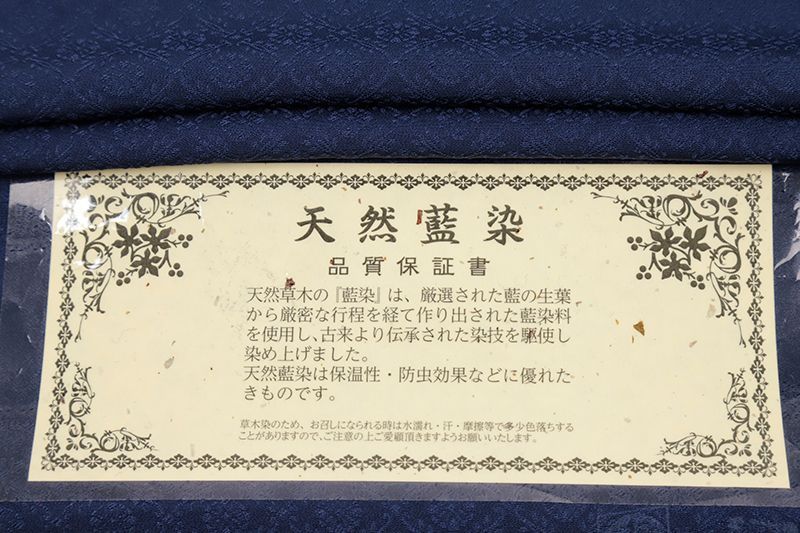 天然藍染
品質保証書
天然草木の『藍染』は、厳選された藍の生葉
から厳密な行程を経て作り出された藍染料
を使用し、古来より伝承された染技を駆使し
染め上げました。
天然藍染は保温性・防虫効果などに優れた
きものです。
草木染のため、お召しになられる時は水濡れ・汗・摩擦等で多少色落ちする
ことがありますので、ご注意の上ご愛顧頂きますようお願いいたします。